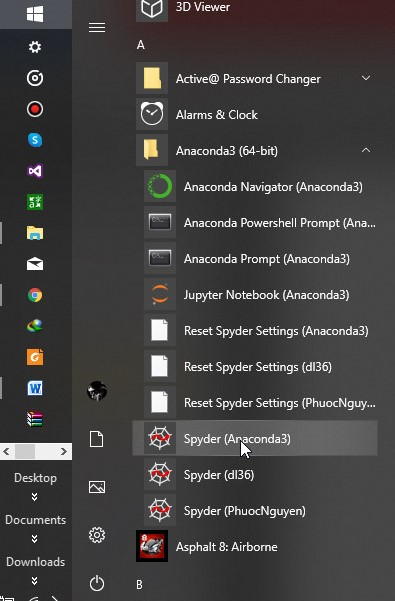 3D Viewer
A
Active@ Password Changer
Alarms & Clock
Anaconda3 (64-bit)
Anaconda Navigator (Anaconda3)
Anaconda Powershell Prompt (Ana...
Anaconda Prompt (Anaconda3)
Jupyter Notebook (Anaconda3)
Reset Spyder Settings (Anaconda3)
Reset Spyder Settings (dl36)
Reset Spyder Settings (PhuocNguy...
Spyder (Anaconda3)
Spyder (dl36)
Spyder (PhuocNguyen)
Asphalt 8: Airborne
B
Desktop
Documents
Downloads